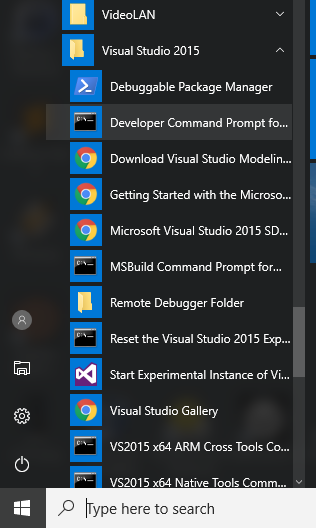 VideoLAN
Visual Studio 2015
Debuggable Package Manager
Developer Command Prompt fo...
Download Visual Studio Modelin...
Getting Started with the Microso...
Microsoft Visual Studio 2015 SD...
MSBuild Command Prompt for...
Remote Debugger Folder
Reset the Visual Studio 2015 Exp...
Start Experimental Instance of Vi...
Visual Studio Gallery
VS2015 x64 ARM Cross Tools Co...
VS2015 x64 Native Tools Comm...
Type here to search